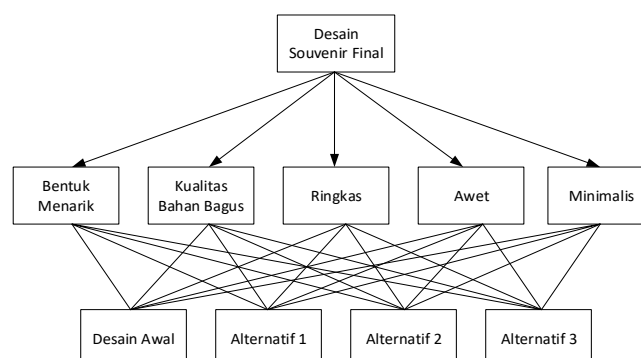 Desain
Souvenir Final
Bentuk
Menarik
Kualitas
Bahan Bagus
Ringkas
Awet
Minimalis
Desain Awal
Alternatif 1
Alternatif 2
Alternatif 3